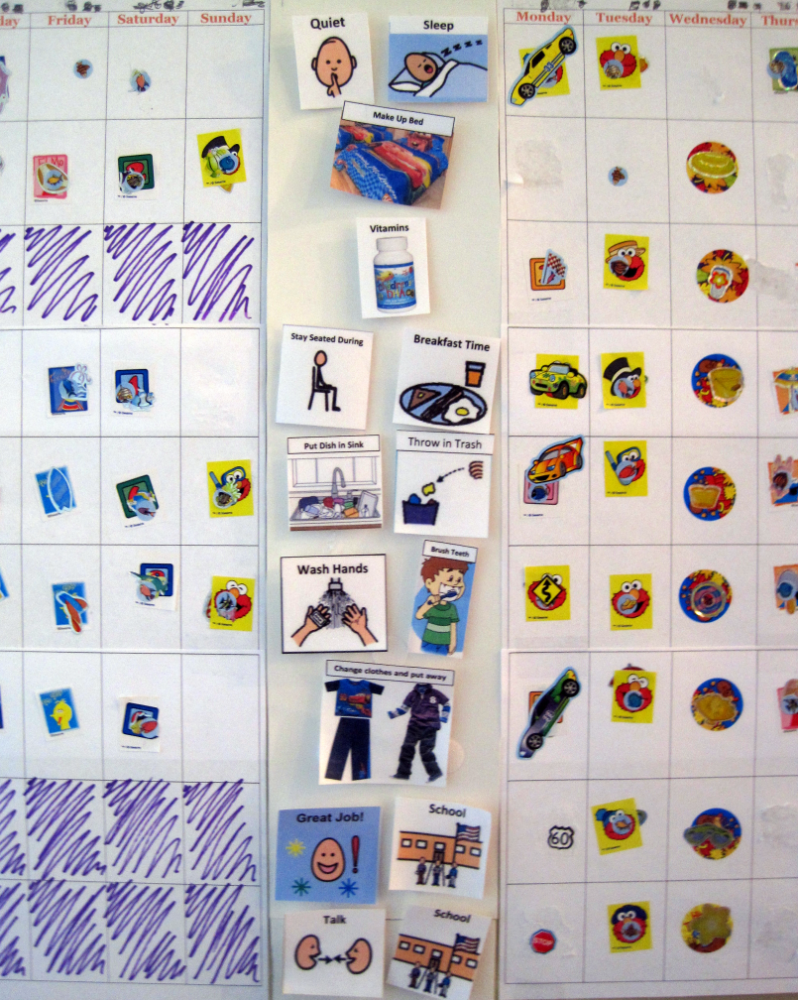 Friday Saturday Sunday
Quiet
Sleep
ZZZZ
Make Up Bed
Vitamins
Stay Seated During
Breakfast Time
Put Dish in Sink
Throw in Trash
Wash Hands
Brush Teeth
Change clothes and put away
Great Job!
School
Talk
School
Monday Tuesday Wednesday
60
STOP